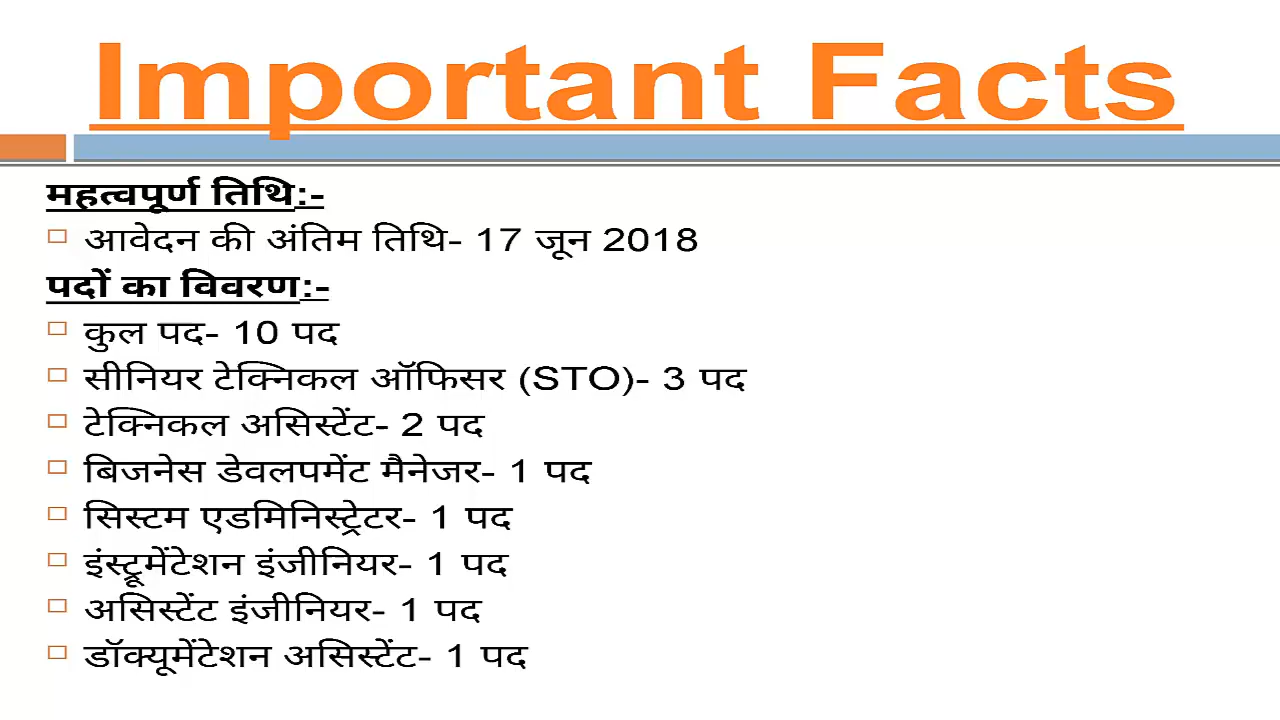 Important Facts
महत्वपूर्ण तिथि:-
आवेदन की अंतिम तिथि- 17 जून 2018
पदों का विवरण:-
कुल पद- 10 पद
सीनियर टेक्निकल ऑफिसर (STO)- 3 पद
टेक्निकल असिस्टेंट- 2 पद
बिजनेस डेवलपमेंट मैनेजर- 1 पद
सिस्टम एडमिनिस्ट्रेटर- 1 पद
इंस्ट्रूमेंटेशन इंजीनियर- 1 पद
असिस्टेंट इंजीनियर- 1 पद
डॉक्यूमेंटेशन असिस्टेंट- 1 पद